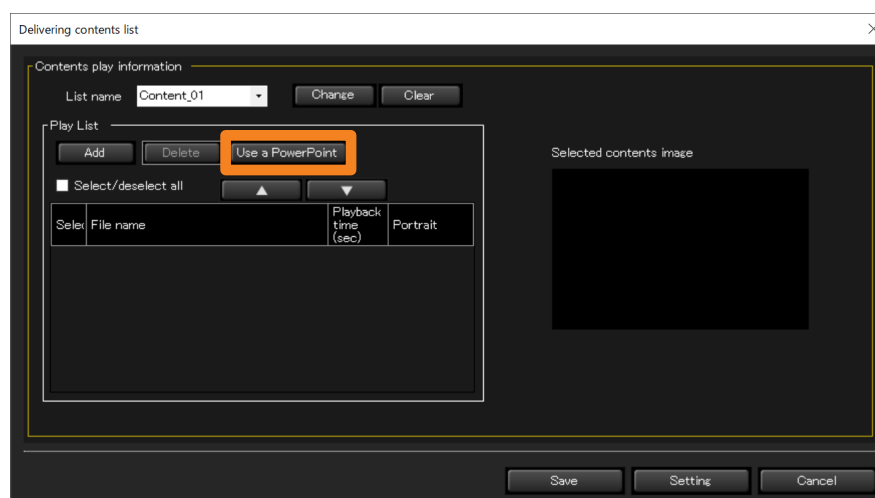 Delivering contents list
Contents play information
List name Content_01 Change Clear
Play List
Add Delete Use a PowerPoint
Selected contents image
Select/deselect all ▲ ▼
Selec File name Playback time (sec) Portrait
Save Setting Cancel